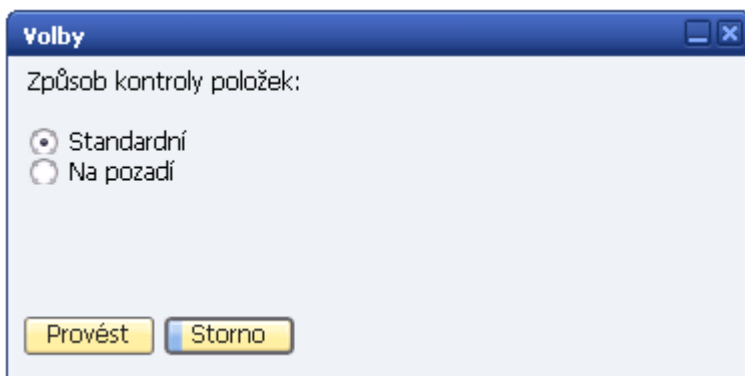 Volby
Způsob kontroly položek:
Standardní
Na pozadí
Provést Storno